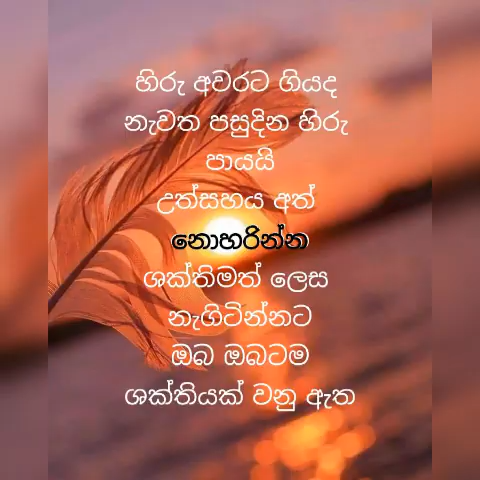 හිරු අවරට ගියද
නැවත පසුදින හිරු
පායයි
උත්සහය අත්
නොහරින්න
ශක්තිමත් ලෙස
නැගිටින්නට
ඔබ ඔබටම
ශක්තියක් වනු ඇත